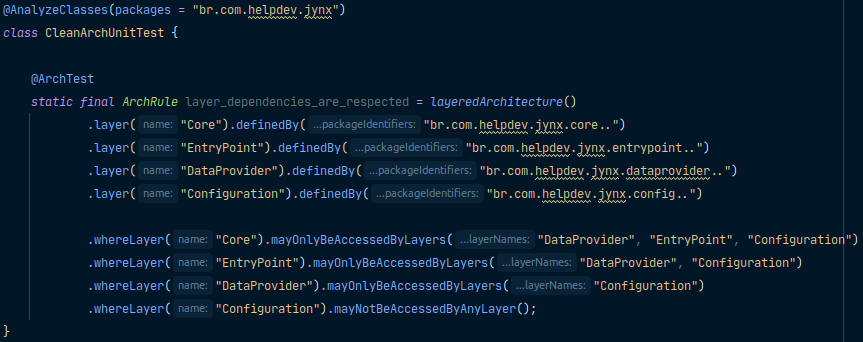 @AnalyzeClasses(packages = "br.com.helpdev.jynx")
class CleanArchUnitTest {
@ArchTest
static final ArchRule layer_dependencies_are_respected = layeredArchitecture()
.layer( name: "Core").definedBy( ...packageIdentifiers: "br.com.helpdev.jynx.core..")
.layer( name: "EntryPoint").definedBy( ...packageIdentifiers: "br.com.helpdev.jynx.entrypoint..")
.layer( name: "DataProvider").definedBy( ...packageIdentifiers: "br.com.helpdev.jynx.dataprovider..")
.layer( name: "Configuration").definedBy( ...packageIdentifiers: "br.com.helpdev.jynx.config..")
.whereLayer( name: "Core").mayOnlyBeAccessedByLayers( ...layerNames: "DataProvider", "EntryPoint", "Configuration")
.whereLayer( name: "EntryPoint").mayOnlyBeAccessedByLayers( ...layerNames: "DataProvider", "Configuration")
.whereLayer( name: "DataProvider").mayOnlyBeAccessedByLayers( ...layerNames: "Configuration")
.whereLayer( name: "Configuration").mayNotBeAccessedByAnyLayer();
}